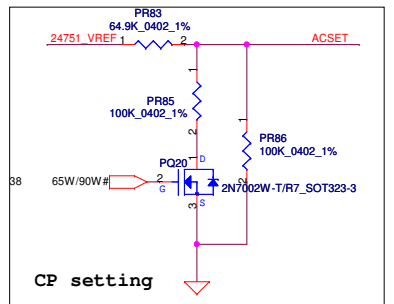 PR83
64.9K_0402_1%
24751_VREF 1 2 ACSET
1
PR85
100K_0402_1%
2
1
PR86
100K_0402_1%
2
PQ20
1 D
38 65W/90W# 2
G
2N7002W-T/R7_SOT323-3
3 S
CP setting